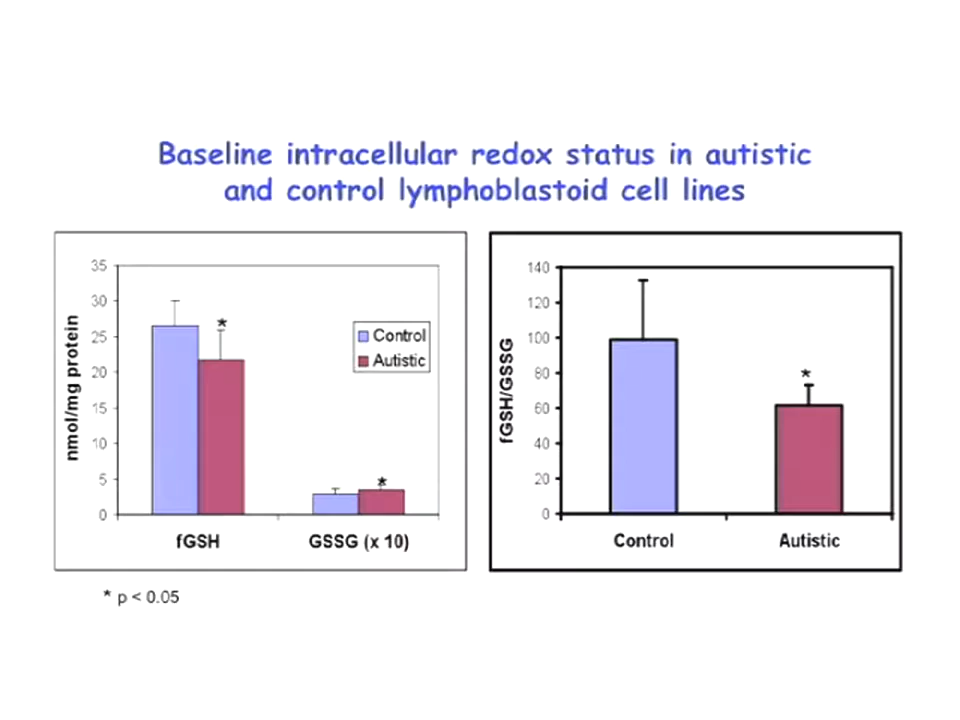 Baseline intracellular redox status in autistic
and control lymphoblastoid cell lines
nmol/mg protein
35
30
25
20
15
10
5
0
*
*
Control
Autistic
fGSH
GSSG (x 10)
fGSH/GSSG
140
120
100
80
60
40
20
0
*
Control
Autistic
* p < 0.05